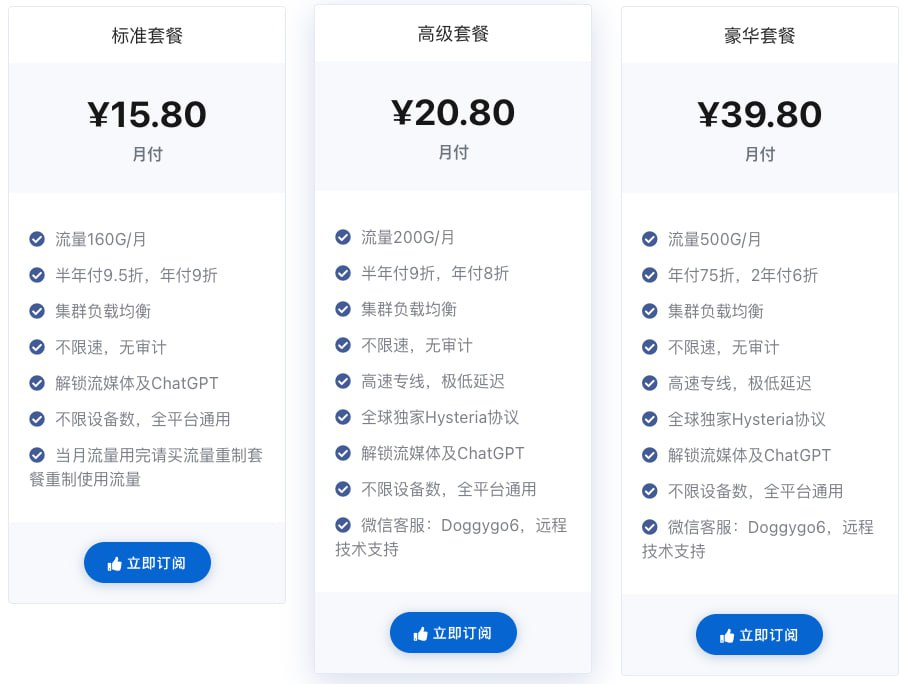 标准套餐
¥15.80
月付
流量160G/月
半年付9.5折，年付9折
集群负载均衡
不限速，无审计
解锁流媒体及ChatGPT
不限设备数，全平台通用
当月流量用完请买流量重制套
餐重制使用流量
立即订阅
高级套餐
¥20.80
月付
流量200G/月
半年付9折，年付8折
集群负载均衡
不限速，无审计
高速专线，极低延迟
全球独家Hysteria协议
解锁流媒体及ChatGPT
不限设备数，全平台通用
微信客服：Doggygo6，远程
技术支持
立即订阅
豪华套餐
¥39.80
月付
流量500G/月
年付75折，2年付6折
集群负载均衡
不限速，无审计
高速专线，极低延迟
全球独家Hysteria协议
解锁流媒体及ChatGPT
不限设备数，全平台通用
微信客服：Doggygo6，远程
技术支持
立即订阅